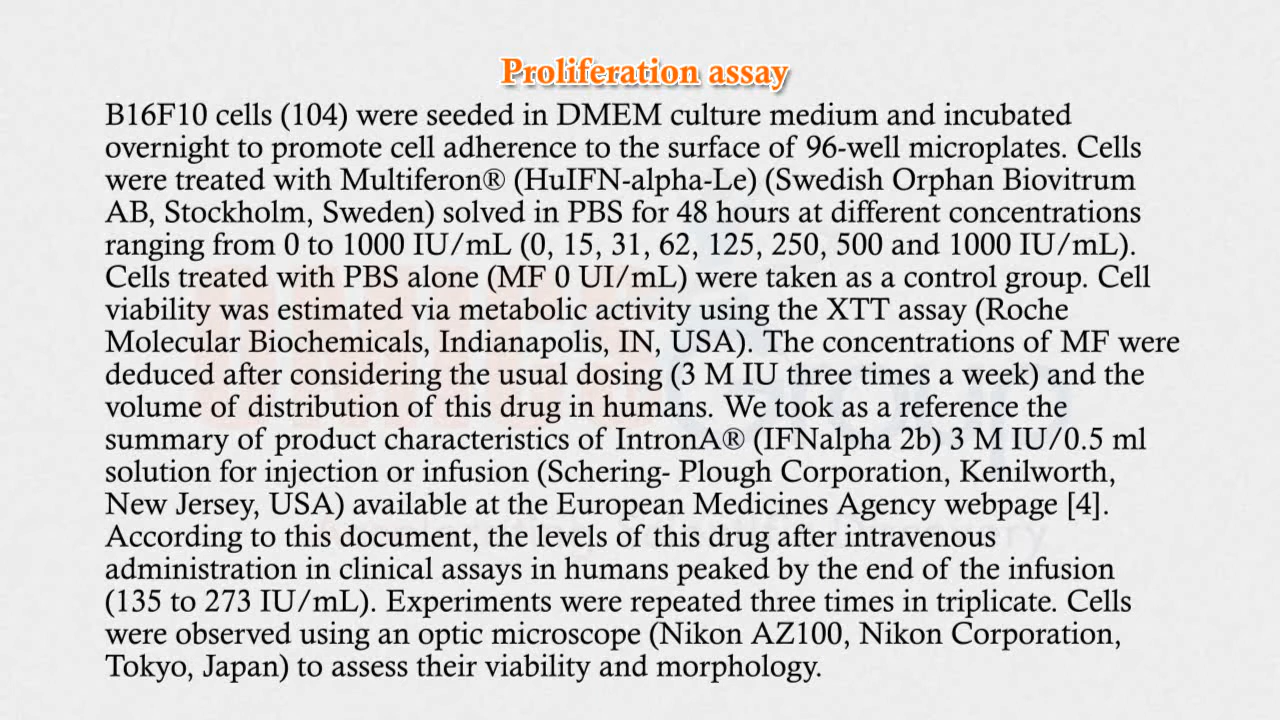 Proliferation assay
B16F10 cells (104) were seeded in DMEM culture medium and incubated
overnight to promote cell adherence to the surface of 96-well microplates. Cells
were treated with Multiferon® (HuIFN-alpha-Le) (Swedish Orphan Biovitrum
AB, Stockholm, Sweden) solved in PBS for 48 hours at different concentrations
ranging from 0 to 1000 IU/mL (0, 15, 31, 62, 125, 250, 500 and 1000 IU/mL).
Cells treated with PBS alone (MF 0 UI/mL) were taken as a control group. Cell
viability was estimated via metabolic activity using the XTT assay (Roche
Molecular Biochemicals, Indianapolis, IN, USA). The concentrations of MF were
deduced after considering the usual dosing (3 M IU three times a week) and the
volume of distribution of this drug in humans. We took as a reference the
summary of product characteristics of IntronA® (IFNalpha 2b) 3 M IU/0.5 ml
solution for injection or infusion (Schering- Plough Corporation, Kenilworth,
New Jersey, USA) available at the European Medicines Agency webpage [4].
According to this document, the levels of this drug after intravenous
administration in clinical assays in humans peaked by the end of the infusion
(135 to 273 IU/mL). Experiments were repeated three times in triplicate. Cells
were observed using an optic microscope (Nikon AZ100, Nikon Corporation,
Tokyo, Japan) to assess their viability and morphology.